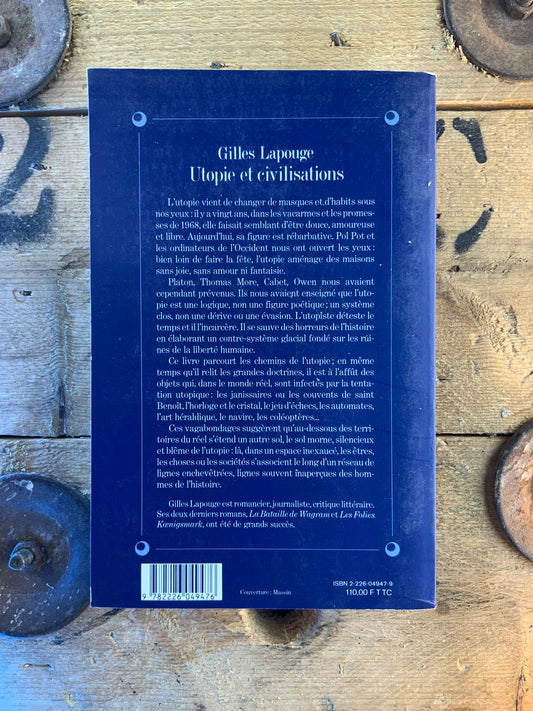 Gilles Lapouge
Utopie et civilisations
L'utopie vient de changer de masques et d'habits sous
nos yeux : il y a vingt ans, dans les vacarmes et les promes-
ses de 1968, elle faisait semblant d'être douce, amoureuse
et libre. Aujourd'hui, sa figure est rébarbative. Pol Pot et
les ordinateurs de l'Occident nous ont ouvert les yeux :
bien loin de faire la fête, l'utopie aménage des maisons
sans joie, sans amour ni fantaisie.
Platon, Thomas More, Cabet, Owen nous avaient
cependant prévenus. Ils nous avaient enseigné que l'uto-
pie est une logique, non une figure poétique ; un système
clos, non une dérive ou une évasion. L'utopiste déteste le
temps et il l'incarcère. Il se sauve des horreurs de l'histoire
en élaborant un contre-système glacial fondé sur les rui-
nes de la liberté humaine.
Ce livre parcourt les chemins de l'utopie ; en même
temps qu'il relit les grandes doctrines, il est à l'affût des
objets qui, dans le monde réel, sont infectés par la tenta-
tion utopique : les janissaires ou les couvents de saint
Benoît, l'horloge et le cristal, le jeu d'échecs, les automates,
l'art héraldique, le navire, les coléoptères...
Ces vagabondages suggèrent qu'au-dessous des terri-
toires du réel s'étend un autre sol, le sol morne, silencieux
et blême de l'utopie : là, dans un espace inexaucé, les êtres,
les choses ou les sociétés s'associent le long d'un réseau de
lignes enchevêtrées, lignes souvent inaperçues des hom-
mes de l'histoire.
Gilles Lapouge est romancier, journaliste, critique littéraire.
Ses deux derniers romans, La Bataille de Wagram et Les Folies
Kœnigsmark, ont été de grands succès.
9 782226 049476
Couverture : Massin
ISBN 2-226-04947-9
110,00 F TTC
2